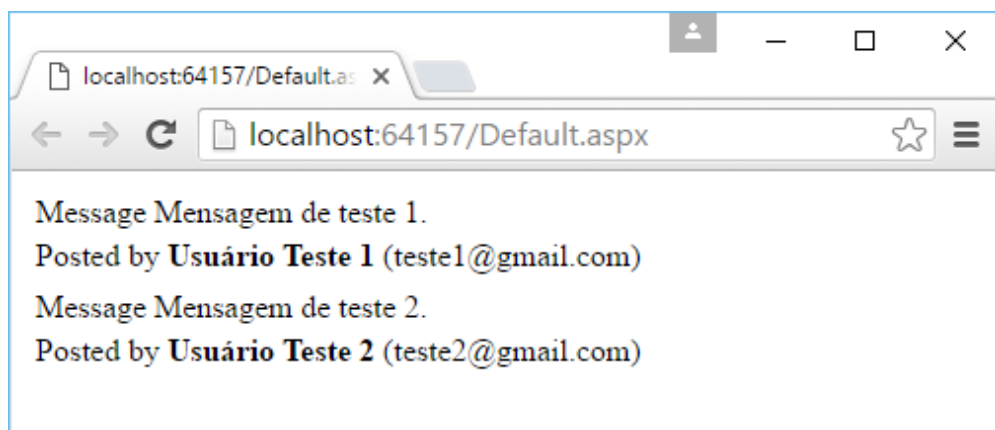 localhost:64157/Default.as
localhost:64157/Default.aspx
Message Mensagem de teste 1.
Posted by Usuário Teste 1 (teste1@gmail.com)
Message Mensagem de teste 2.
Posted by Usuário Teste 2 (teste2@gmail.com)